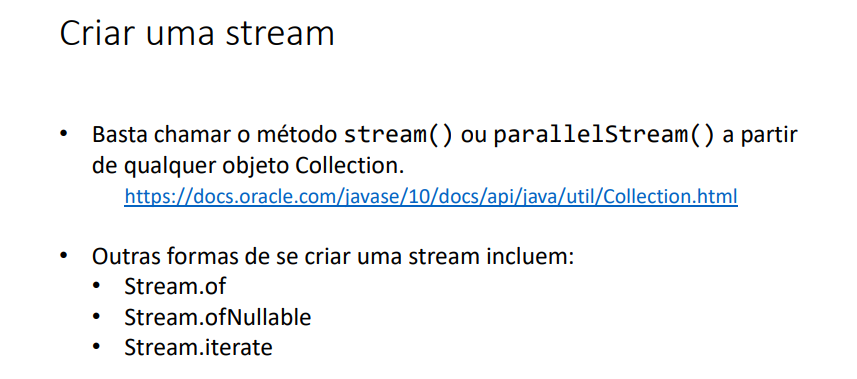 Criar uma stream
• Basta chamar o método stream() ou parallelStream() a partir
de qualquer objeto Collection.
https://docs.oracle.com/javase/10/docs/api/java/util/Collection.html
• Outras formas de se criar uma stream incluem:
• Stream.of
• Stream.ofNullable
• Stream.iterate